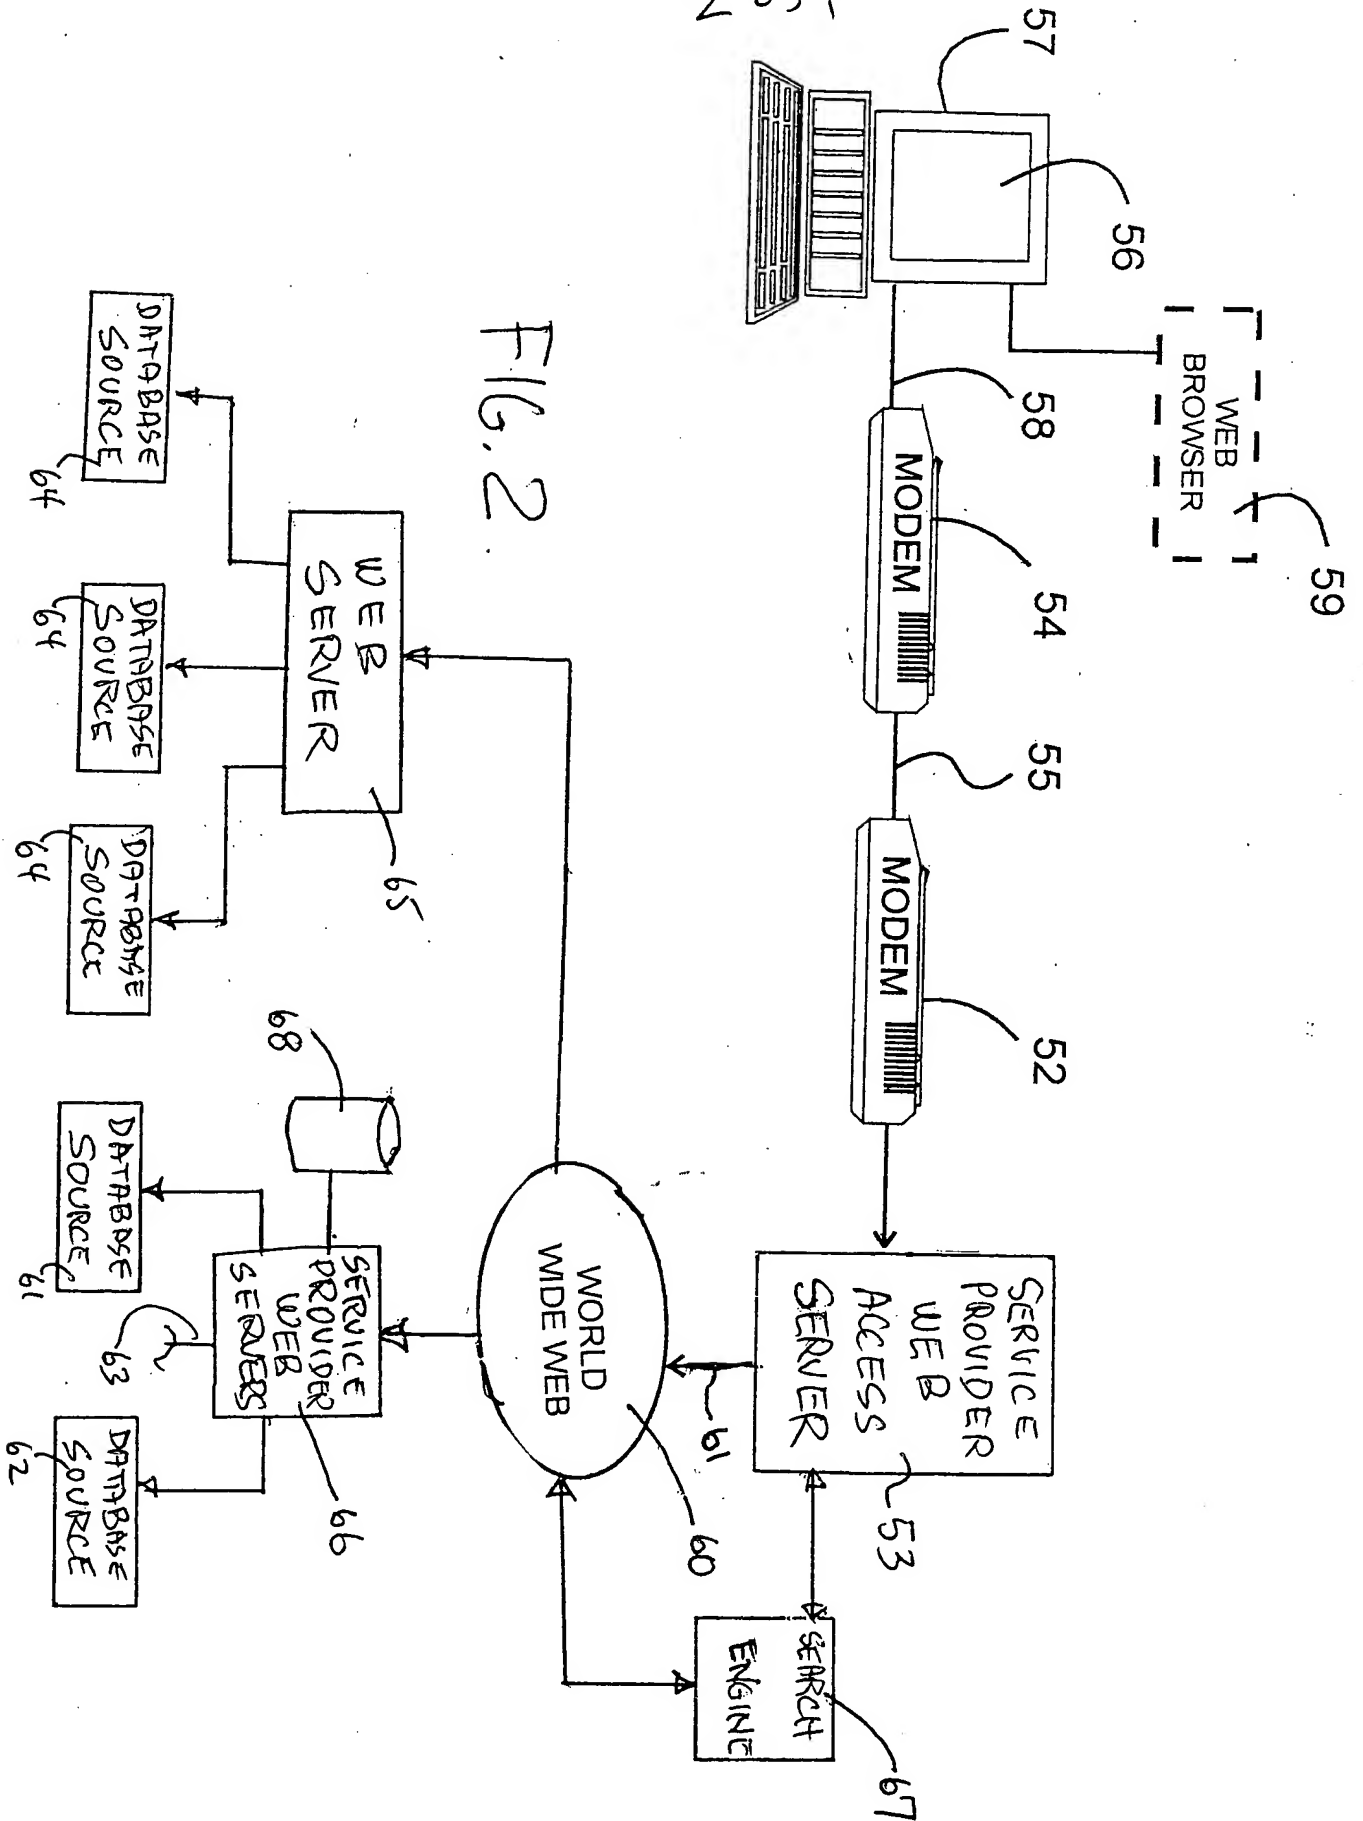 57
56
WEB
BROWSER
59
58
MODEM
54
55
MODEM
52
SERVICE
PROVIDER
WEB
ACCESS
SERVER
53
61
WORLD
WIDE WEB
60
SEARCH
ENGINE
67
FIG. 2
WEB
SERVER
65
DATABASE
SOURCE
64
DATABASE
SOURCE
64
DATABASE
SOURCE
64
68
SERVICE
PROVIDER
WEB
SERVERS
66
63
DATABASE
SOURCE
61
DATABASE
SOURCE
62